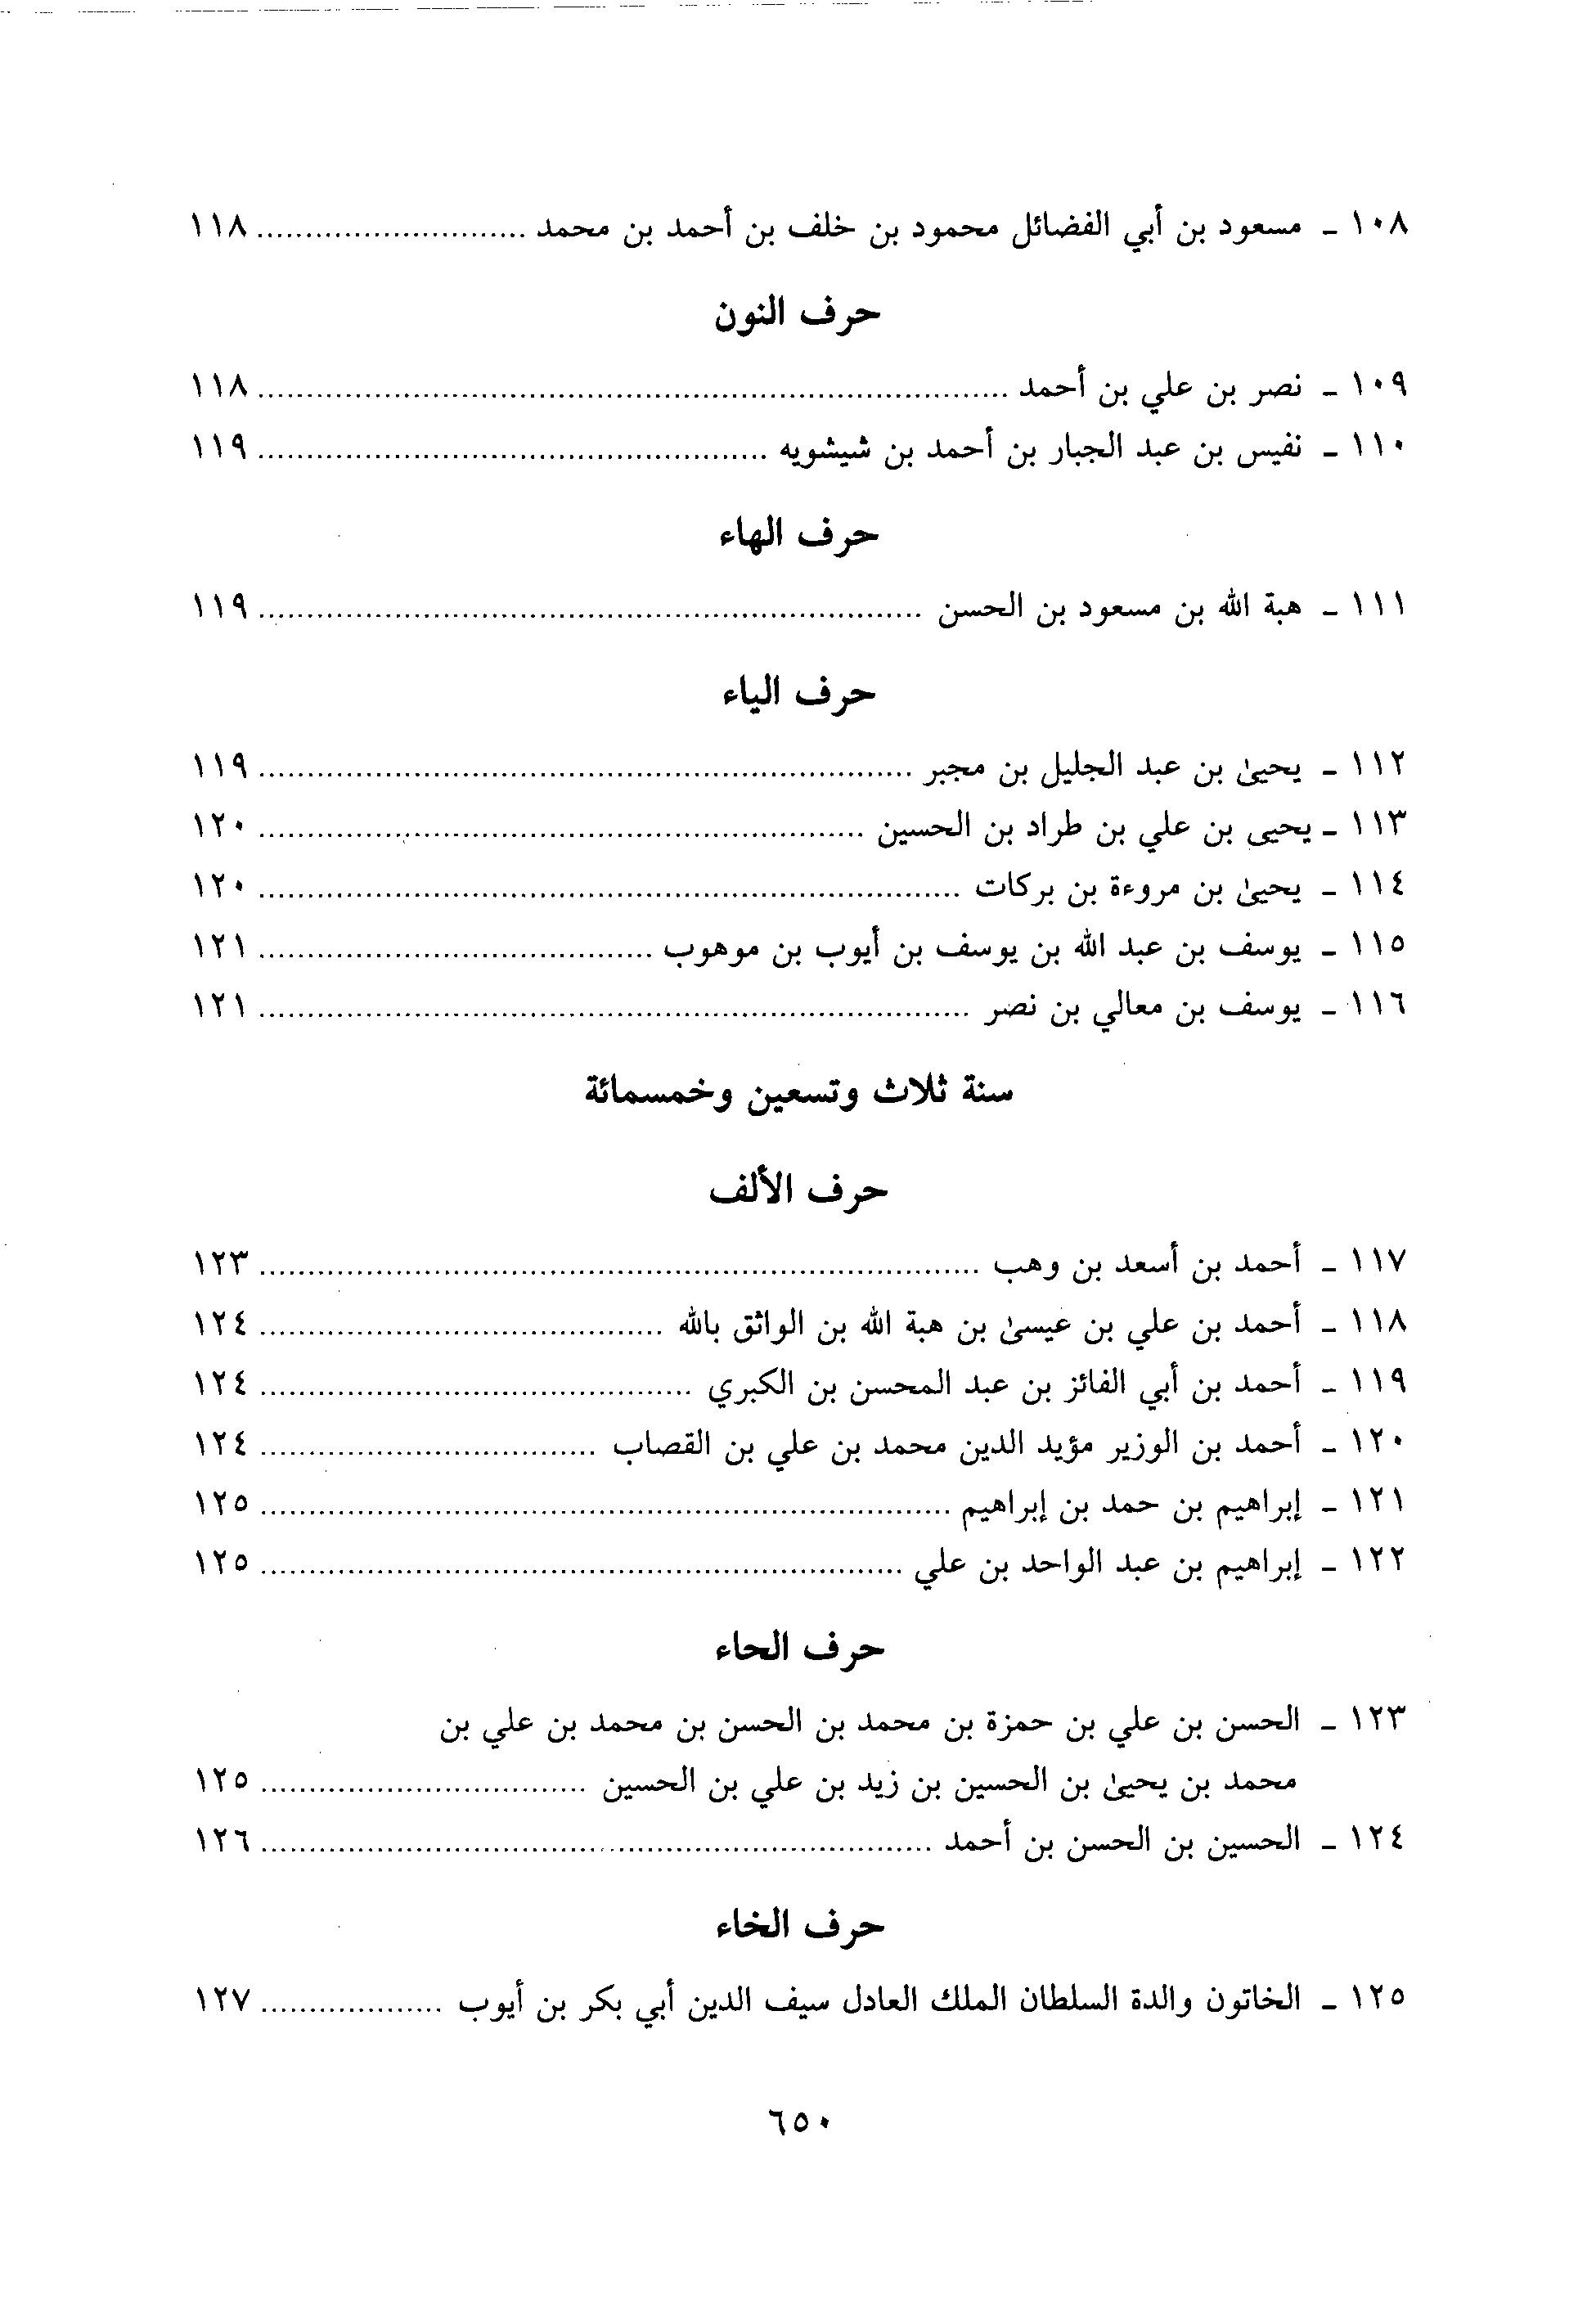 ١٠٨ - مسعود بن أبي الفضائل محمود بن خلف بن أحمد بن محمد ............................ ١١٨
حرف النون
١٠٩ - نصر بن علي بن أحمد ............................ ١١٨
١١٠ - نفيس بن عبد الجبار بن أحمد بن شيشويه ............................ ١١٩
حرف الهاء
١١١ - هبة الله بن مسعود بن الحسن ............................ ١١٩
حرف الياء
١١٢ - يحيىٰ بن عبد الجليل بن مجبر ............................ ١١٩
١١٣ - يحيى بن علي بن طراد بن الحسين ............................ ١٢٠
١١٤ - يحيىٰ بن مروءة بن بركات ............................ ١٢٠
١١٥ - يوسف بن عبد الله بن يوسف بن أيوب بن موهوب ............................ ١٢١
١١٦ - يوسف بن معالي بن نصر ............................ ١٢١
سنة ثلاث وتسعين وخمسمائة
حرف الألف
١١٧ - أحمد بن أسعد بن وهب ............................ ١٢٣
١١٨ - أحمد بن علي بن عيسىٰ بن هبة الله بن الواثق بالله ............................ ١٢٤
١١٩ - أحمد بن أبي الفائز بن عبد المحسن بن الكبري ............................ ١٢٤
١٢٠ - أحمد بن الوزير مؤيد الدين محمد بن علي بن القصاب ............................ ١٢٤
١٢١ - إبراهيم بن حمد بن إبراهيم ............................ ١٢٥
١٢٢ - إبراهيم بن عبد الواحد بن علي ............................ ١٢٥
حرف الحاء
١٢٣ - الحسن بن علي بن حمزة بن محمد بن الحسن بن محمد بن علي بن
محمد بن يحيىٰ بن الحسين بن زيد بن علي بن الحسين ............................ ١٢٥
١٢٤ - الحسين بن الحسن بن أحمد ............................ ١٢٦
حرف الخاء
١٢٥ - الخاتون والدة السلطان الملك العادل سيف الدين أبي بكر بن أيوب ................... ١٢٧
٦٥٠